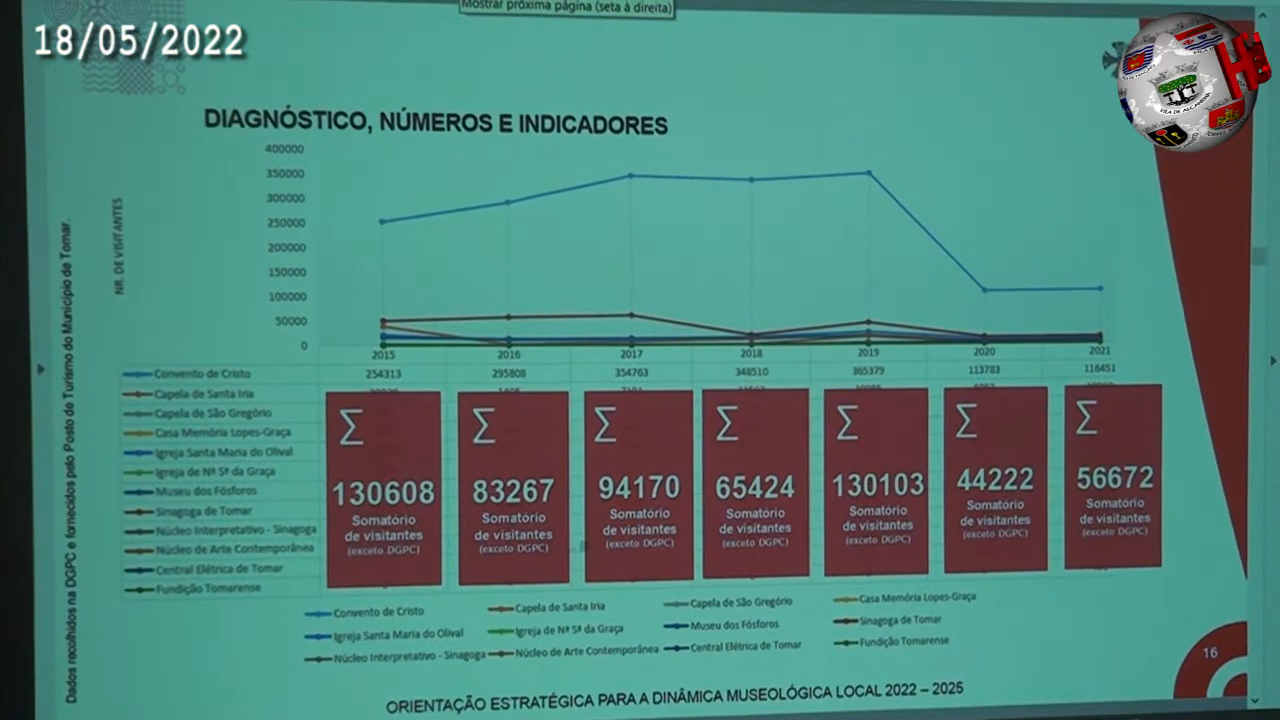 Mostrar próxima página (seta à direita)
18/05/2022
DIAGNÓSTICO, NÚMEROS E INDICADORES
NR. DE VISITANTES
Dados recolhidos na DGPC e fornecidos pelo Posto de Turismo do Município de Tomar.
400000
350000
300000
250000
200000
150000
100000
50000
0
2015 2016 2017 2018 2019 2020 2021
Convento de Cristo 254313 295808 354763 348510 365379 113783 116451
Capela de Santa Iria
Capela de São Gregório
Casa Memória Lopes-Graça
Igreja Santa Maria do Olival
Igreja de Nª Sª da Graça
Museu dos Fósforos
Sinagoga de Tomar
Núcleo Interpretativo - Sinagoga
Núcleo de Arte Contemporânea
Central Elétrica de Tomar
Fundição Tomarense
∑ ∑ ∑ ∑ ∑ ∑ ∑
130608 83267 94170 65424 130103 44222 56672
Somatório Somatório Somatório Somatório Somatório Somatório Somatório
de visitantes de visitantes de visitantes de visitantes de visitantes de visitantes de visitantes
(exceto DGPC) (exceto DGPC) (exceto DGPC) (exceto DGPC) (exceto DGPC) (exceto DGPC) (exceto DGPC)
Convento de Cristo Capela de Santa Iria Capela de São Gregório Casa Memória Lopes-Graça
Igreja Santa Maria do Olival Igreja de Nª Sª da Graça Museu dos Fósforos Sinagoga de Tomar
Núcleo Interpretativo - Sinagoga Núcleo de Arte Contemporânea Central Elétrica de Tomar Fundição Tomarense
16
ORIENTAÇÃO ESTRATÉGICA PARA A DINÂMICA MUSEOLÓGICA LOCAL 2022 – 2025